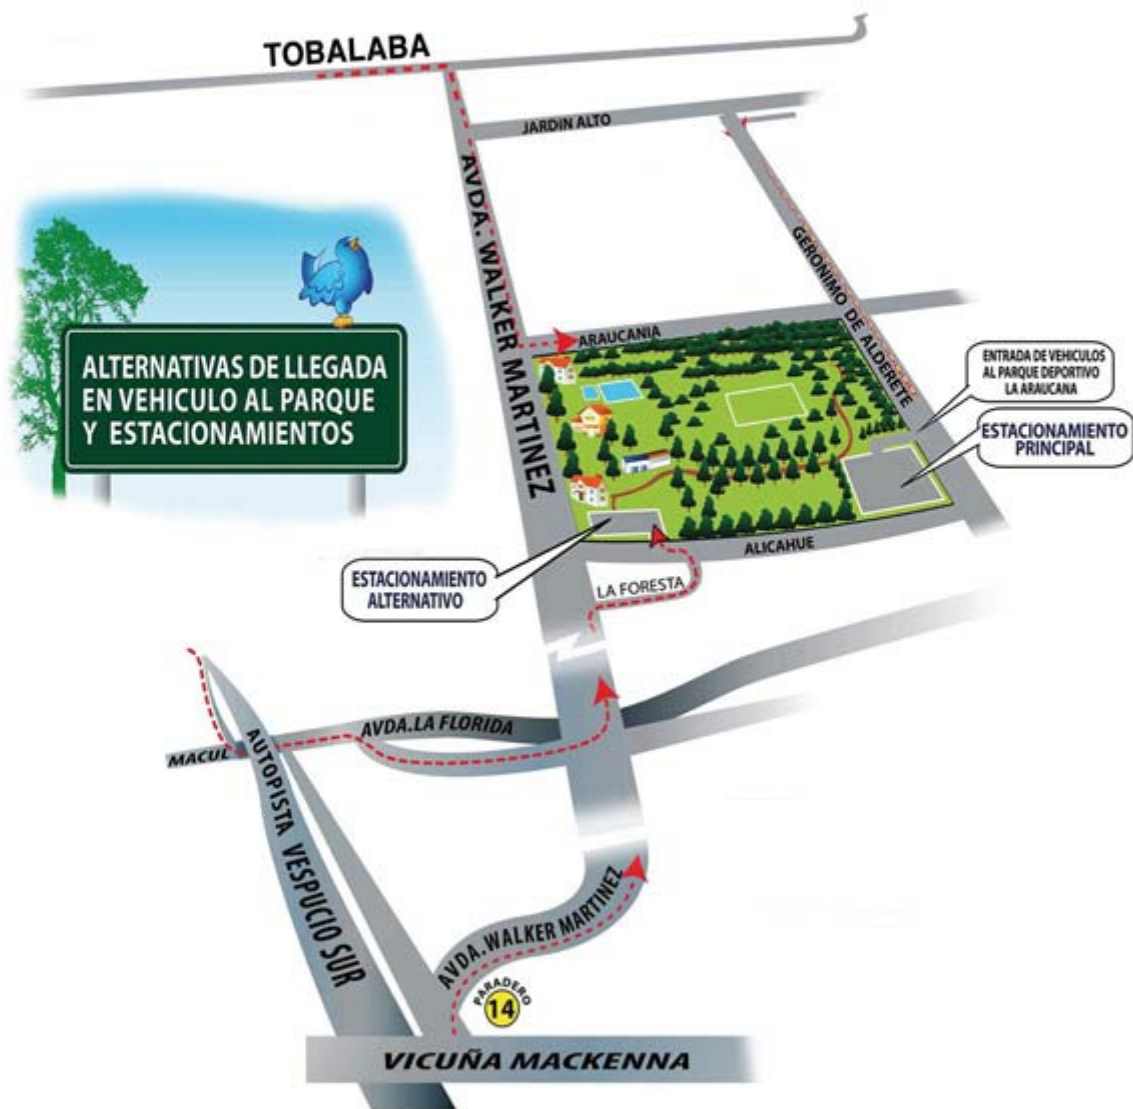 TOBALABA
JARDIN ALTO
AVDA. WALKER MARTINEZ
GERONIMO DE ALDERETE
ARAUCANIA
ALTERNATIVAS DE LLEGADA
EN VEHICULO AL PARQUE
Y ESTACIONAMIENTOS
ENTRADA DE VEHICULOS
AL PARQUE DEPORTIVO
LA ARAUCANA
ESTACIONAMIENTO
PRINCIPAL
ALICAHUE
ESTACIONAMIENTO
ALTERNATIVO
LA FORESTA
AVDA.LA FLORIDA
MACUL
AUTOPISTA VESPUCIO SUR
AVDA. WALKER MARTINEZ
PARADERO
14
VICUÑA MACKENNA